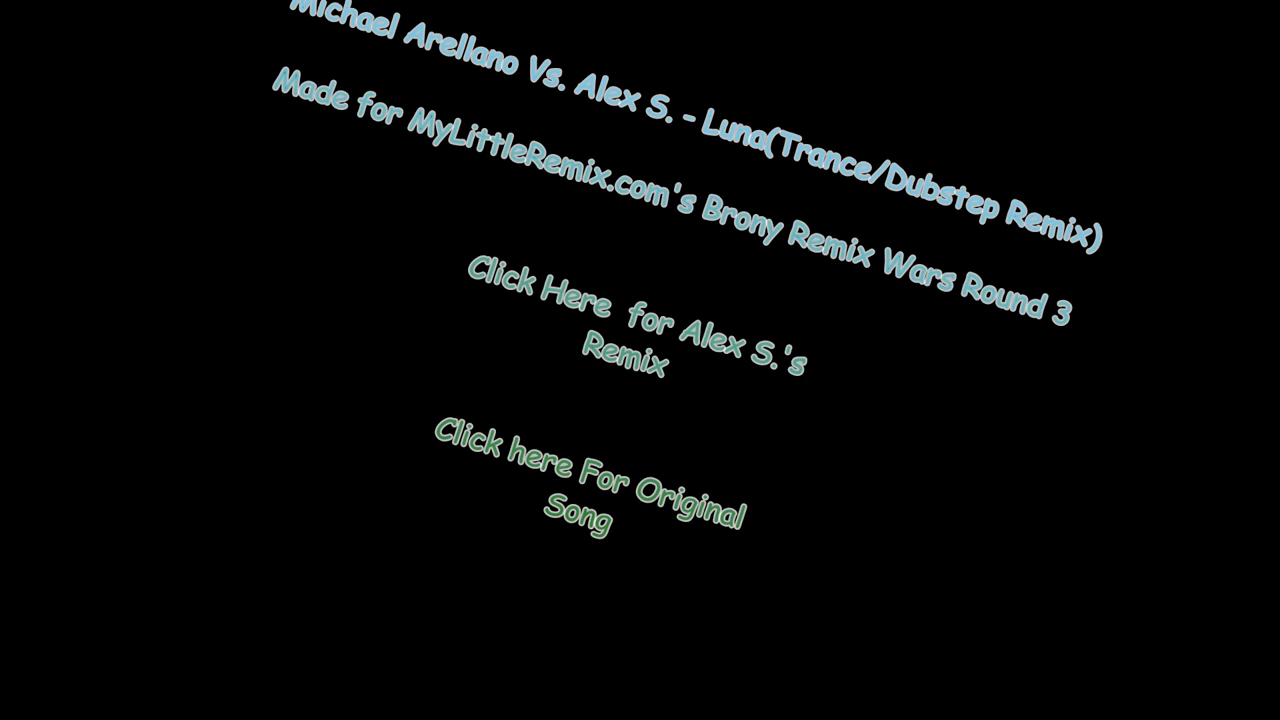 Michael Arellano Vs. Alex S. - Luna(Trance/Dubstep Remix)
Made for MyLittleRemix.com's Brony Remix Wars Round 3
Click Here for Alex S.'s
Remix
Click here For Original
Song